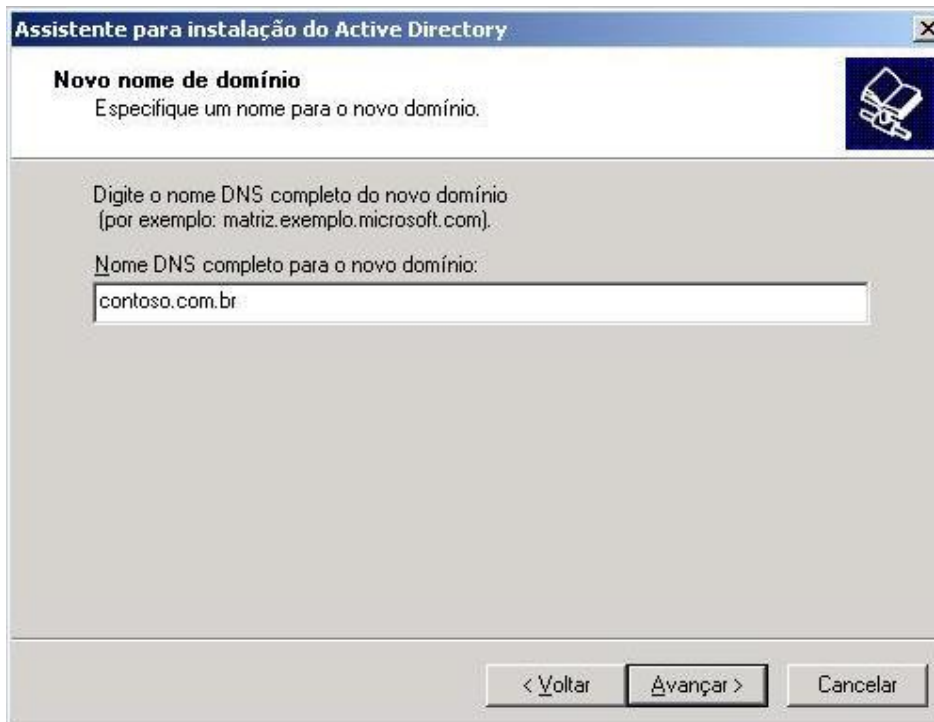 Assistente para instalação do Active Directory
Novo nome de domínio
Especifique um nome para o novo domínio.
Digite o nome DNS completo do novo domínio
(por exemplo: matriz.exemplo.microsoft.com).
Nome DNS completo para o novo domínio:
contoso.com.br
< Voltar
Avançar >
Cancelar